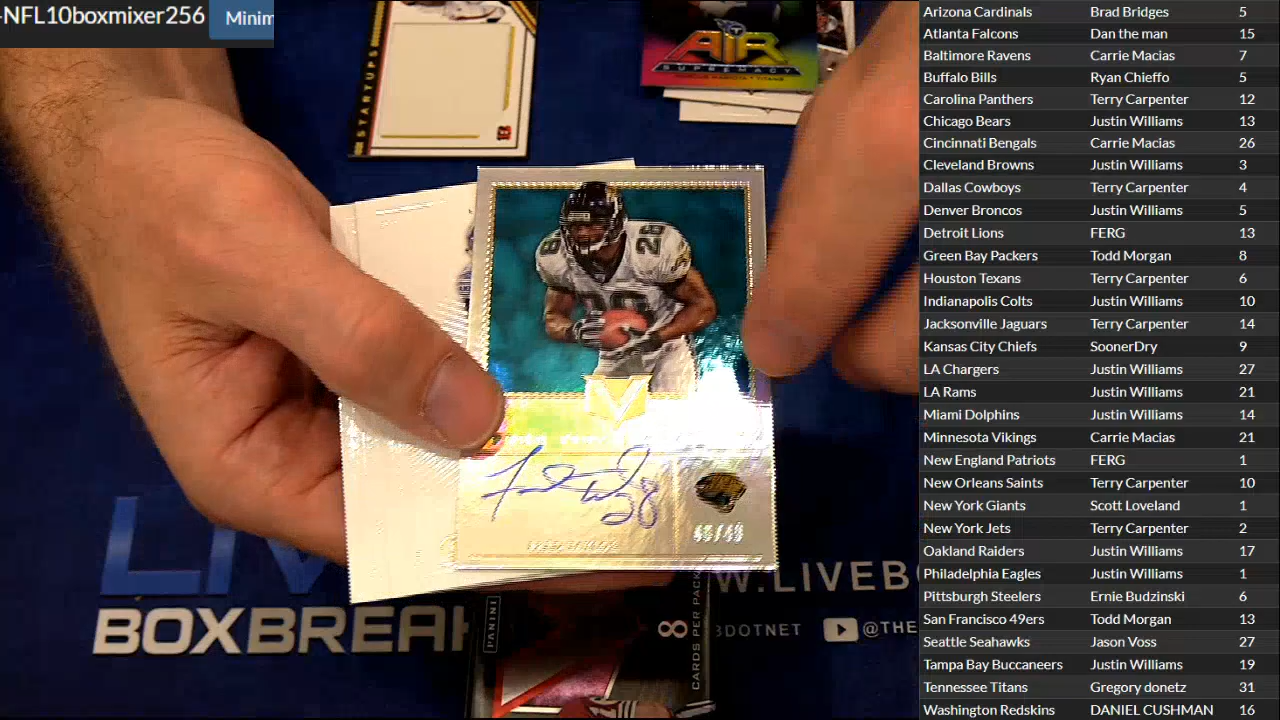 -NFL10boxmixer256
Minim
STARTUPS
AIR
SUPREMACY
28
28
LIV
BOXBREAK
W.LIVEB
3DOTNET
@THE
PANINI
8
CARDS PER PACK
Arizona Cardinals Brad Bridges 5
Atlanta Falcons Dan the man 15
Baltimore Ravens Carrie Macias 7
Buffalo Bills Ryan Chieffo 5
Carolina Panthers Terry Carpenter 12
Chicago Bears Justin Williams 13
Cincinnati Bengals Carrie Macias 26
Cleveland Browns Justin Williams 3
Dallas Cowboys Terry Carpenter 4
Denver Broncos Justin Williams 5
Detroit Lions FERG 13
Green Bay Packers Todd Morgan 8
Houston Texans Terry Carpenter 6
Indianapolis Colts Justin Williams 10
Jacksonville Jaguars Terry Carpenter 14
Kansas City Chiefs SoonerDry 9
LA Chargers Justin Williams 27
LA Rams Justin Williams 21
Miami Dolphins Justin Williams 14
Minnesota Vikings Carrie Macias 21
New England Patriots FERG 1
New Orleans Saints Terry Carpenter 10
New York Giants Scott Loveland 1
New York Jets Terry Carpenter 2
Oakland Raiders Justin Williams 17
Philadelphia Eagles Justin Williams 1
Pittsburgh Steelers Ernie Budzinski 6
San Francisco 49ers Todd Morgan 13
Seattle Seahawks Jason Voss 27
Tampa Bay Buccaneers Justin Williams 19
Tennessee Titans Gregory donetz 31
Washington Redskins DANIEL CUSHMAN 16